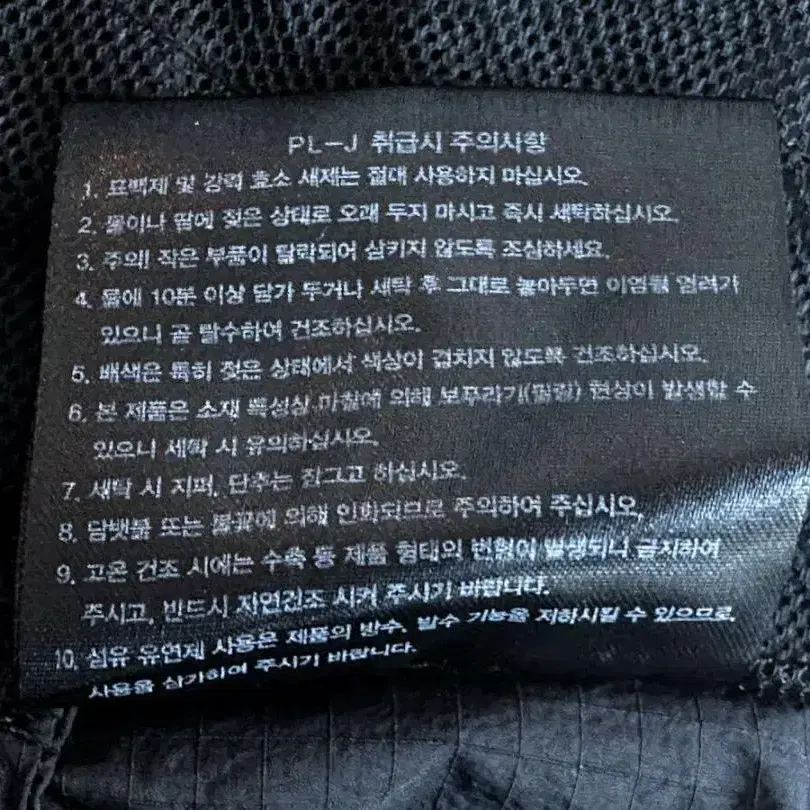 PL-J 취급시 주의사항
1. 표백제 및 강력 효소 세제는 절대 사용하지 마십시오.
2. 물이나 땀에 젖은 상태로 오래 두지 마시고 즉시 세탁하십시오.
3. 주의! 작은 부품이 탈락되어 삼키지 않도록 조심하세요.
4. 물에 10분 이상 담가 두거나 세탁 후 그대로 놓아두면 이염될 염려가
있으니 곧 탈수하여 건조하십시오.
5. 배색은 특히 젖은 상태에서 색상이 겹치지 않도록 건조하십시오.
6. 본 제품은 소재 특성상 마찰에 의해 보푸라기(필링) 현상이 발생할 수
있으니 세탁 시 유의하십시오.
7. 세탁 시 지퍼, 단추는 잠그고 하십시오.
8. 담뱃불 또는 불꽃에 의해 인화되므로 주의하여 주십시오.
9. 고온 건조 시에는 수축 등 제품 형태의 변형이 발생되니 금지하여
주시고, 반드시 자연건조 시켜 주시기 바랍니다.
10. 섬유 유연제 사용은 제품의 방수, 발수 기능을 저하시킬 수 있으므로,
사용을 삼가하여 주시기 바랍니다.